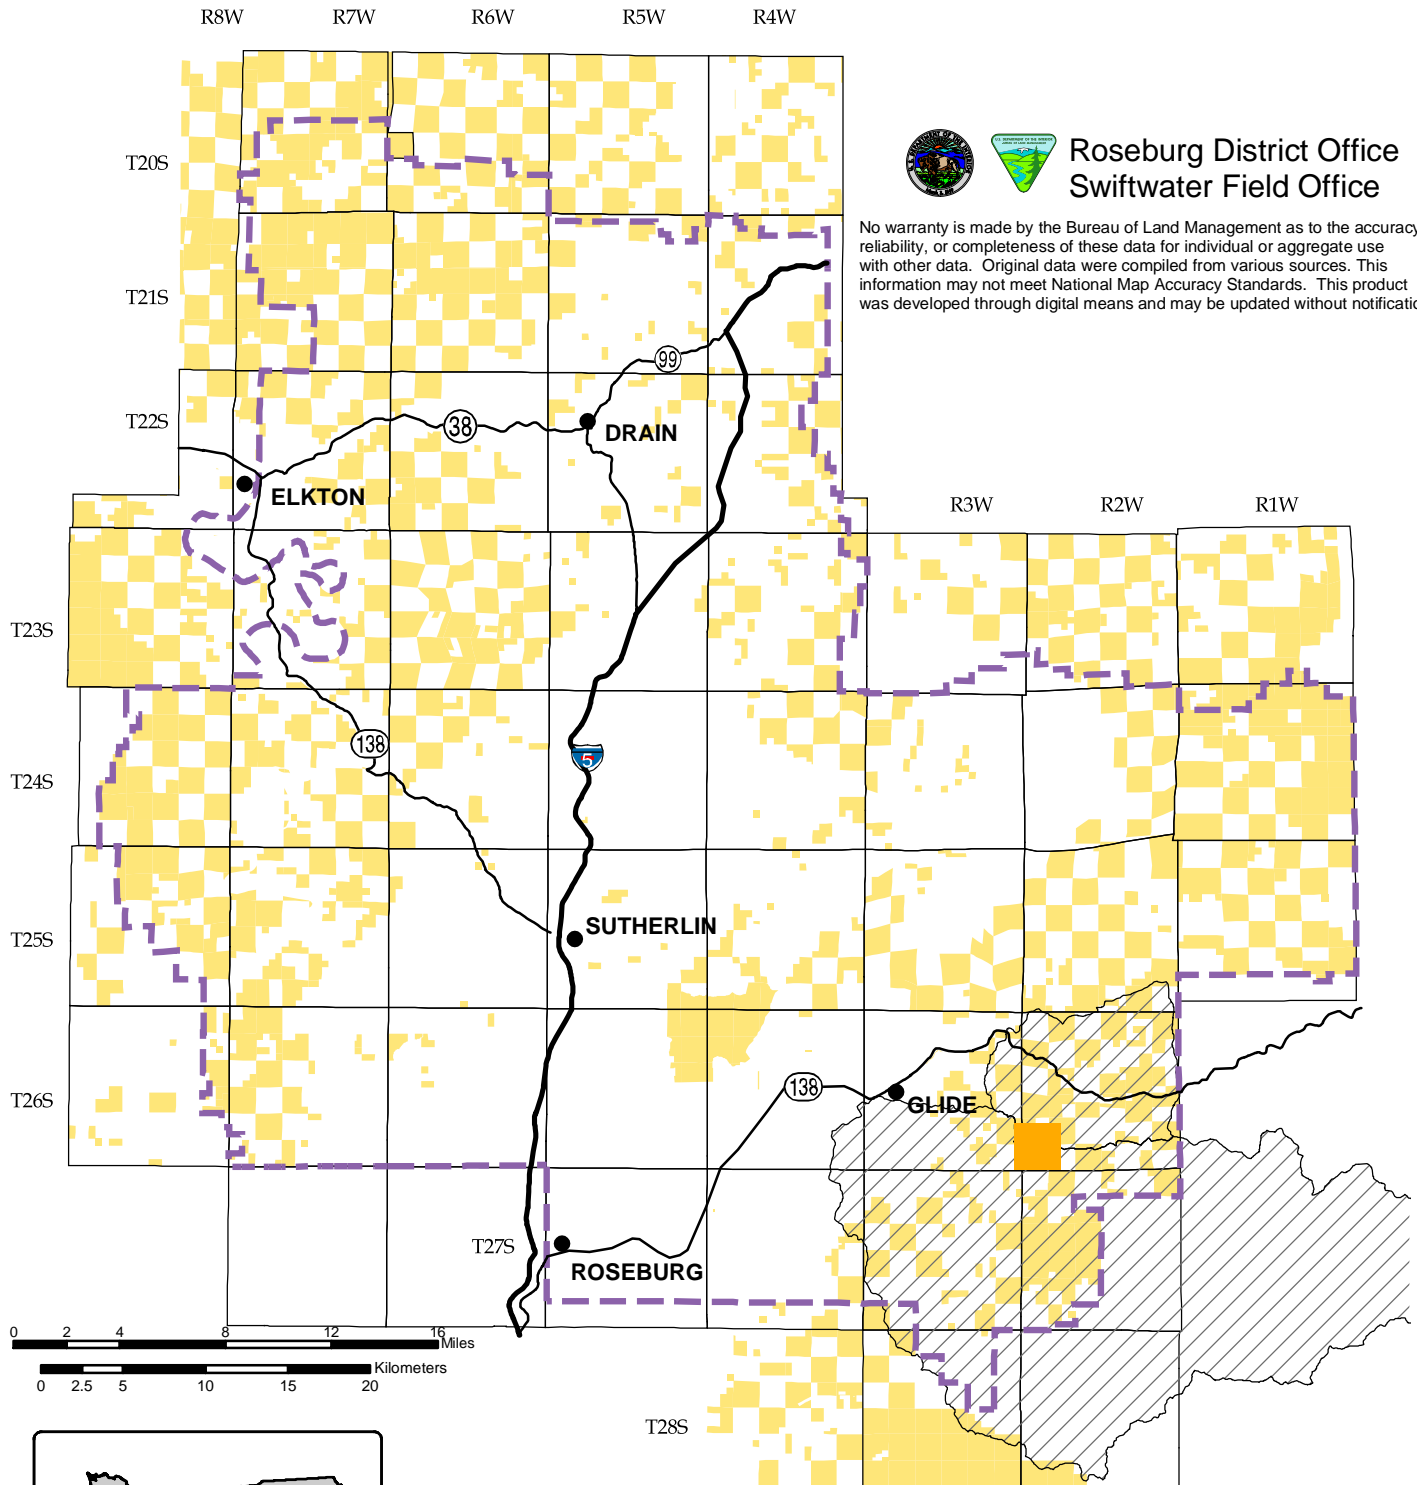 R8W R7W R6W R5W R4W
T20S
Roseburg District Office
Swiftwater Field Office
No warranty is made by the Bureau of Land Management as to the accuracy
reliability, or completeness of these data for individual or aggregate use
with other data. Original data were compiled from various sources. This
information may not meet National Map Accuracy Standards. This product
was developed through digital means and may be updated without notificatio
T21S
99
T22S
38
DRAIN
ELKTON
R3W R2W R1W
T23S
138
5
T24S
SUTHERLIN
T25S
138
T26S
GLIDE
T27S
ROSEBURG
0 2 4 8 12 16
Miles
Kilometers
0 2.5 5 10 15 20
T28S